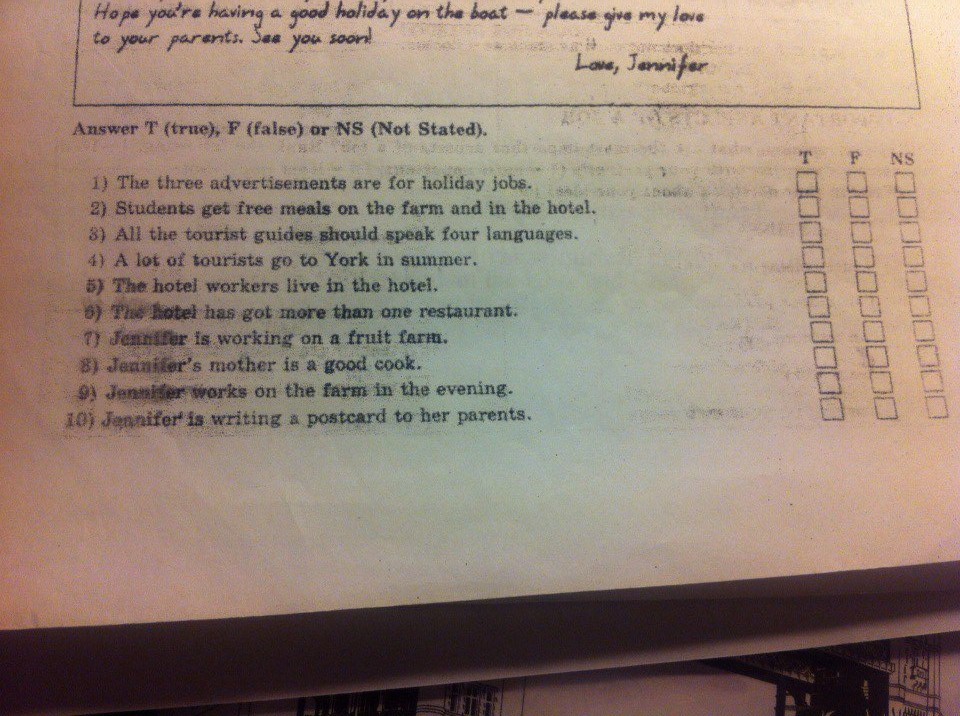 Hope you're having a good holiday on the boat — please give my love
to your parents. See you soon!
Love, Jennifer
Answer T (true), F (false) or NS (Not Stated).
T F NS
1) The three advertisements are for holiday jobs.
2) Students get free meals on the farm and in the hotel.
3) All the tourist guides should speak four languages.
4) A lot of tourists go to York in summer.
5) The hotel workers live in the hotel.
6) The hotel has got more than one restaurant.
7) Jennifer is working on a fruit farm.
8) Jennifer's mother is a good cook.
9) Jennifer works on the farm in the evening.
10) Jennifer is writing a postcard to her parents.